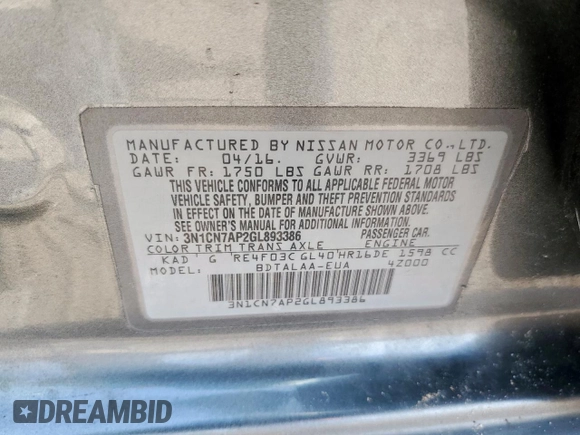 MANUFACTURED BY NISSAN MOTOR CO.,LTD.
DATE: 04/16. GVWR: 3369 LBS
GAWR FR: 1750 LBS GAWR RR: 1708 LBS
THIS VEHICLE CONFORMS TO ALL APPLICABLE FEDERAL MOTOR
VEHICLE SAFETY, BUMPER AND THEFT PREVENTION
STANDARDS IN EFFECT ON THE DATE OF MANUFACTURE SHOWN ABOVE.
SEE OWNER'S MANUAL FOR ADDITIONAL INFORMATION.
VIN: 3N1CN7AP2GL893386 PASSENGER CAR.
COLOR TRIM TRANS AXLE ENGINE
KAD G RE4F03C GL40 HR16DE 1598 CC
MODEL: BDTALAA-EUA 4Z000
3N1CN7AP2GL893386
DREAMBID